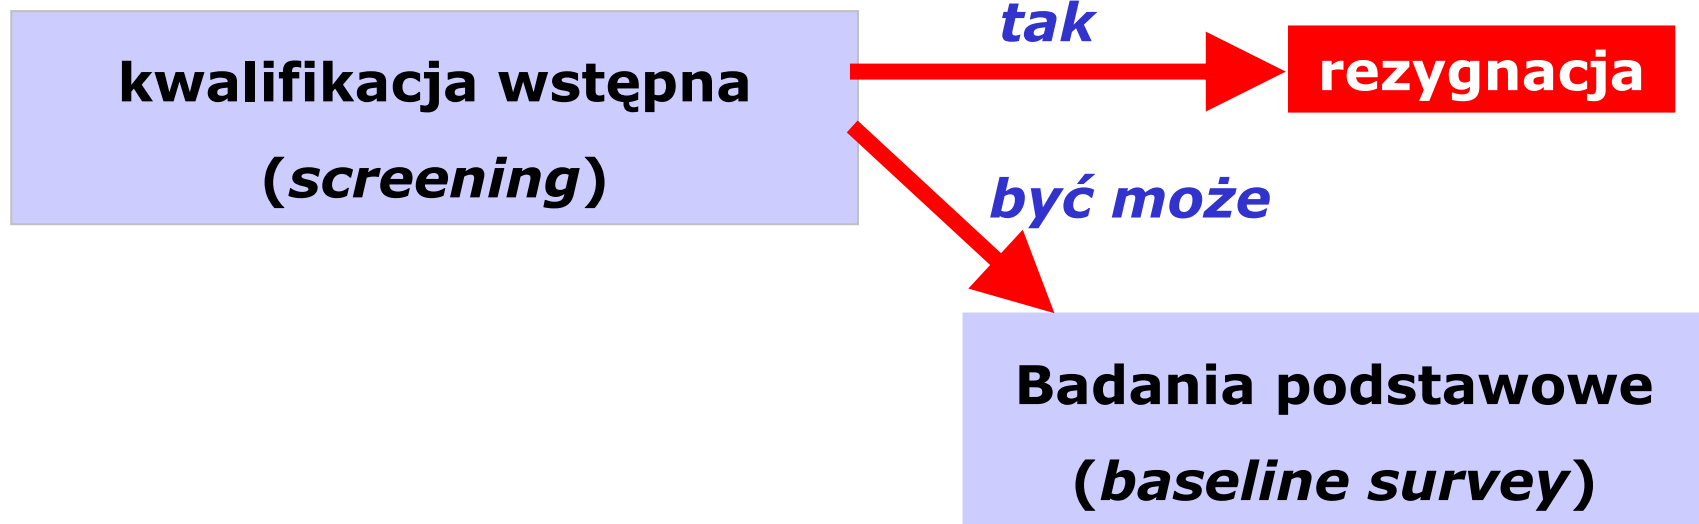 kwalifikacja wstępna
(screening)
tak
rezygnacja
być może
Badania podstawowe
(baseline survey)